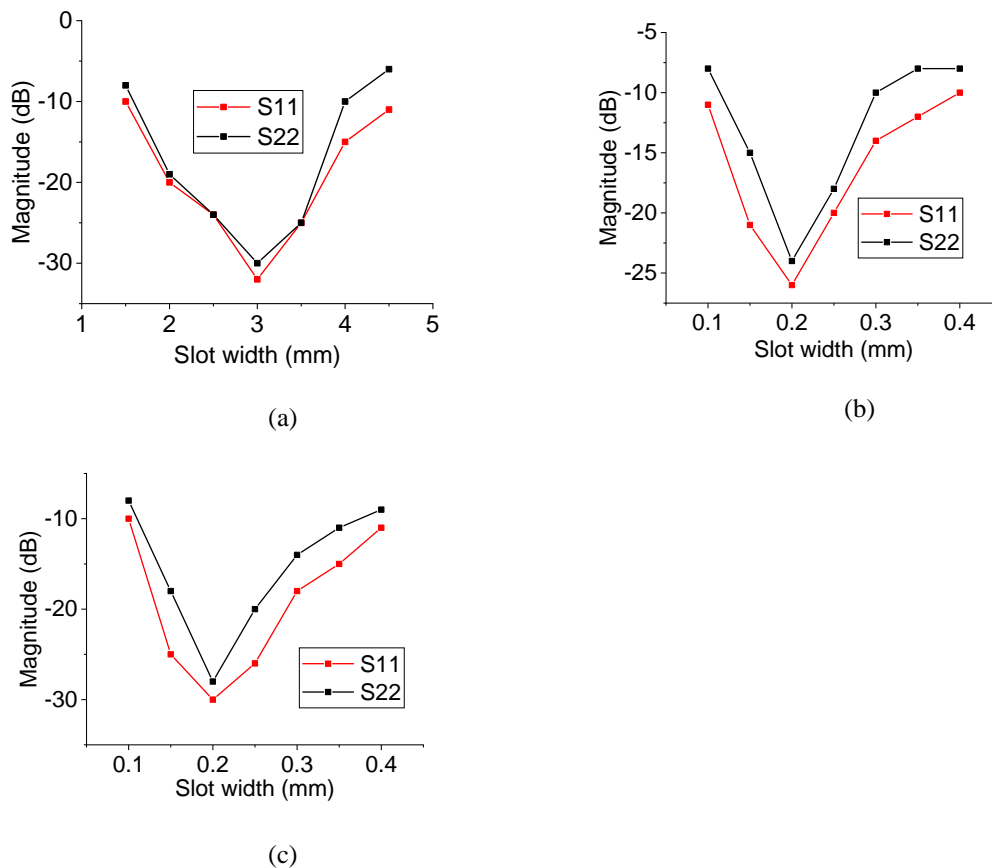 0
-10
-20
-30
Magnitude (dB)
S11
S22
1 2 3 4 5
Slot width (mm)
(a)
-5
-10
-15
-20
-25
Magnitude (dB)
S11
S22
0.1 0.2 0.3 0.4
Slot width (mm)
(b)
-10
-20
-30
Magnitude (dB)
S11
S22
0.1 0.2 0.3 0.4
Slot width (mm)
(c)